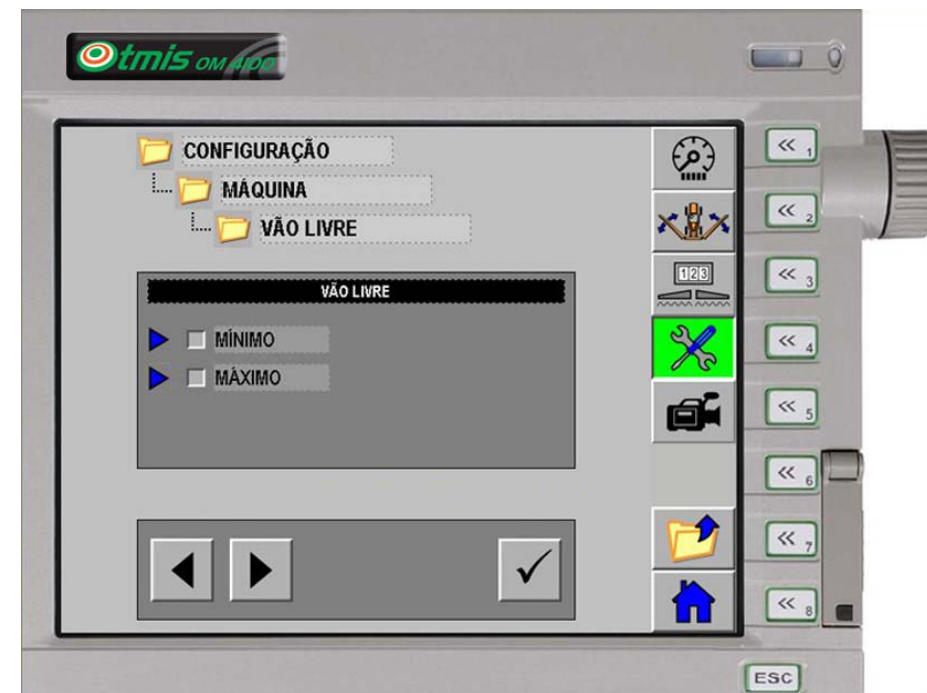 Otmis OM 4100
CONFIGURAÇÃO
MÁQUINA
VÃO LIVRE
VÃO LIVRE
MÍNIMO
MÁXIMO
123
<< 1
<< 2
<< 3
<< 4
<< 5
<< 6
<< 7
<< 8
ESC